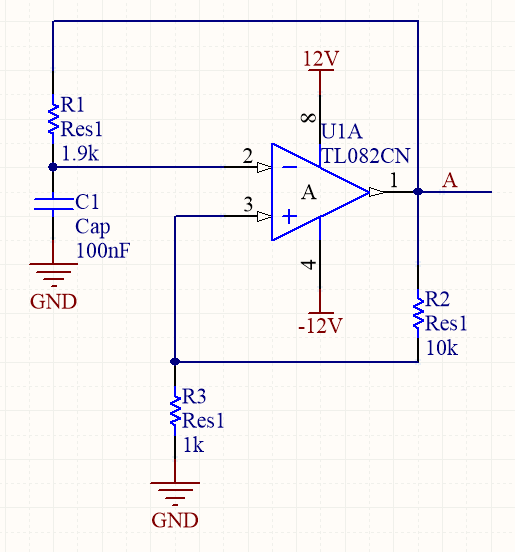 12V
R1
Res1
1.9k
8
U1A
TL082CN
2
1
A
C1
Cap
100nF
A
3
4
GND
-12V
R2
Res1
10k
R3
Res1
1k
GND